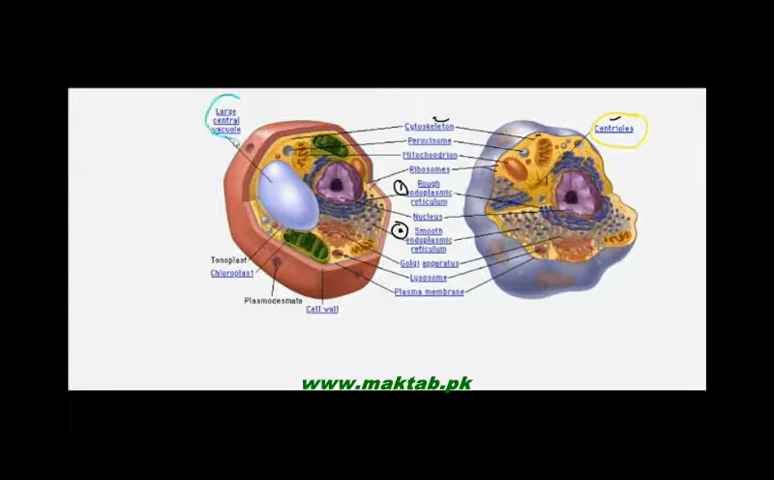 Large
central
vacuole
Cytoskeleton
Centrioles
Peroxisome
Mitochondrion
Ribosomes
Rough
endoplasmic
reticulum
Nucleus
Smooth
endoplasmic
reticulum
Golgi apparatus
Lysosome
Plasma membrane
Tonoplast
Chloroplast
Plasmodesmata
Cell wall
www.maktab.pk